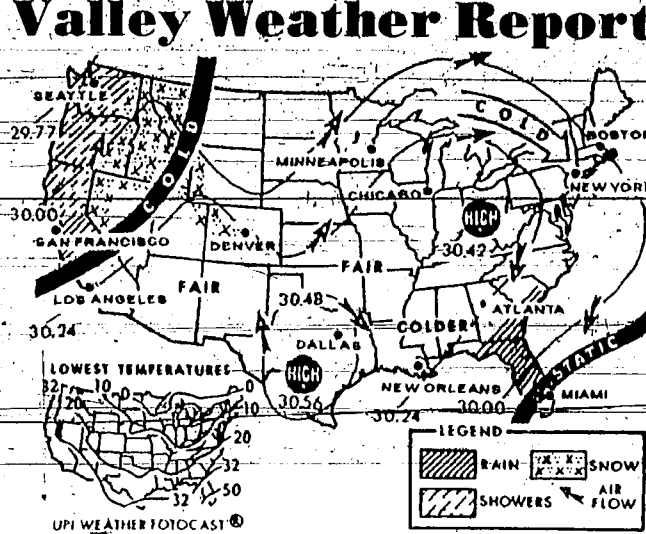 Valley Weather Report
SEATTLE
COLD
29.77
COLD
BOSTON
MINNEAPOLIS
CHICAGO
NEW YORK
30.00
HIGH
SAN FRANCISCO
DENVER
30.42
FAIR
FAIR
LOS ANGELES
30.48
ATLANTA
30.24
DALLAS
COLDER
STATIC
HIGH
30.56
NEW ORLEANS
MIAMI
30.24
30.00
LOWEST TEMPERATURES
32 10 0 0
20 10
20
32
32 50
UPI WEATHER FOTOCAST ®
LEGEND
RAIN SNOW
SHOWERS AIR FLOW